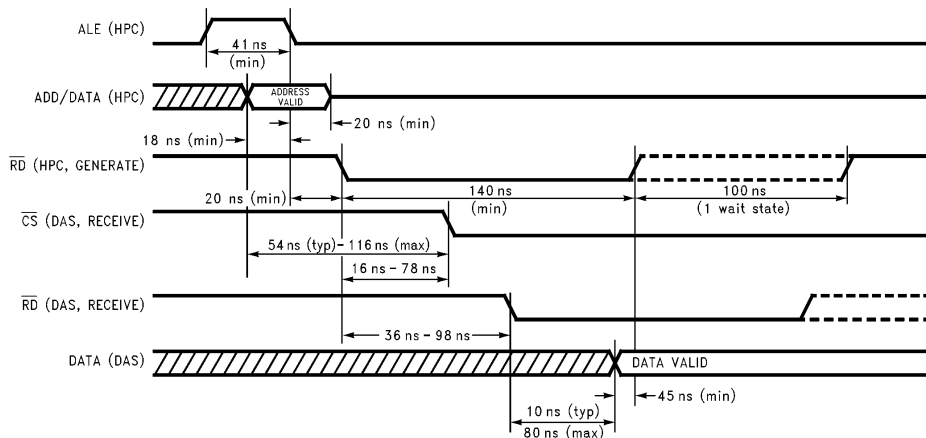 ALE (HPC)
41 ns
(min)
ADD/DATA (HPC)
ADDRESS
VALID
20 ns (min)
18 ns (min)
RD (HPC, GENERATE)
20 ns (min)
140 ns
(min)
100 ns
(1 wait state)
CS (DAS, RECEIVE)
54 ns (typ)-116 ns (max)
16 ns - 78 ns
RD (DAS, RECEIVE)
36 ns - 98 ns
DATA (DAS)
DATA VALID
45 ns (min)
10 ns (typ)
80 ns (max)